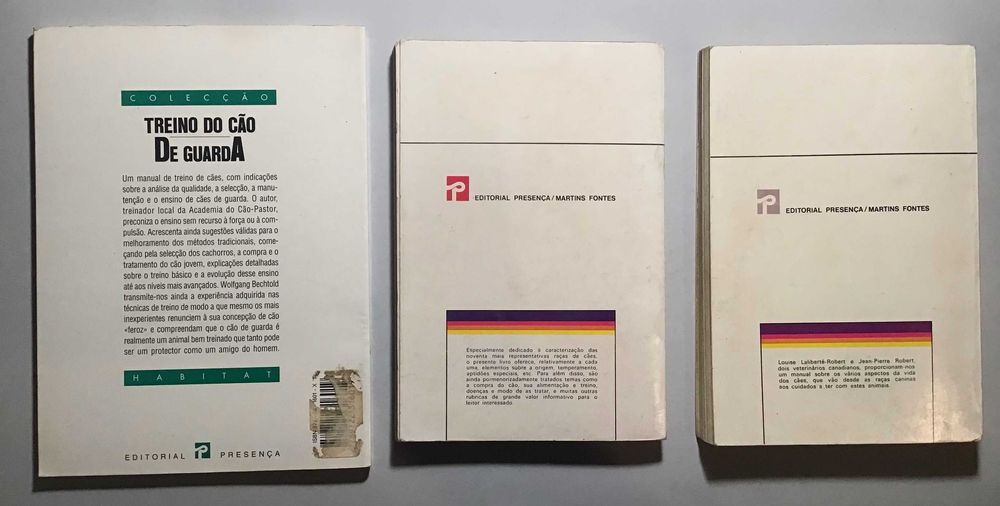 COLECÇÃO
TREINO DO CÃO
DE GUARDA
Um manual de treino de cães, com indicações
sobre a análise da qualidade, a selecção, a manu-
tenção e o ensino de cães de guarda. O autor,
treinador local da Academia do Cão-Pastor,
preconiza o ensino sem recurso à força ou à com-
pulsão. Acrescenta ainda sugestões válidas para o
melhoramento dos métodos tradicionais, come-
çando pela selecção dos cachorros, a compra e o
tratamento do cão jovem, explicações detalhadas
sobre o treino básico e a evolução desse ensino
até aos níveis mais avançados. Wolfgang Bechtold
transmite-nos ainda a experiência adquirida nas
técnicas de treino de modo a que mesmo os mais
inexperientes renunciem à sua concepção de cão
«feroz» e compreendam que o cão de guarda é
realmente um animal bem treinado que tanto pode
ser um protector como um amigo do homem.
HABITAT
ISBN
EDITORIAL P PRESENÇA
P EDITORIAL PRESENÇA/MARTINS FONTES
Especialmente dedicado à caracterização das
noventa mais representativas raças de cães,
o presente livro oferece, relativamente a cada
uma, elementos sobre a origem, temperamento,
aptidões especiais, etc. Para além disso, são
ainda pormenorizadamente tratados temas como
a compra do cão, sua alimentação e treino,
doenças e modo de as tratar, e muitas outras
rubricas de grande valor informativo para o
leitor interessado.
P EDITORIAL PRESENÇA/MARTINS FONTES
Louise Laliberté-Robert e Jean-Pierre Robert,
dois veterinários canadianos, proporcionam-nos
um manual sobre os vários aspectos da vida
dos cães, que vão desde as raças caninas
aos cuidados a ter com estes animais.